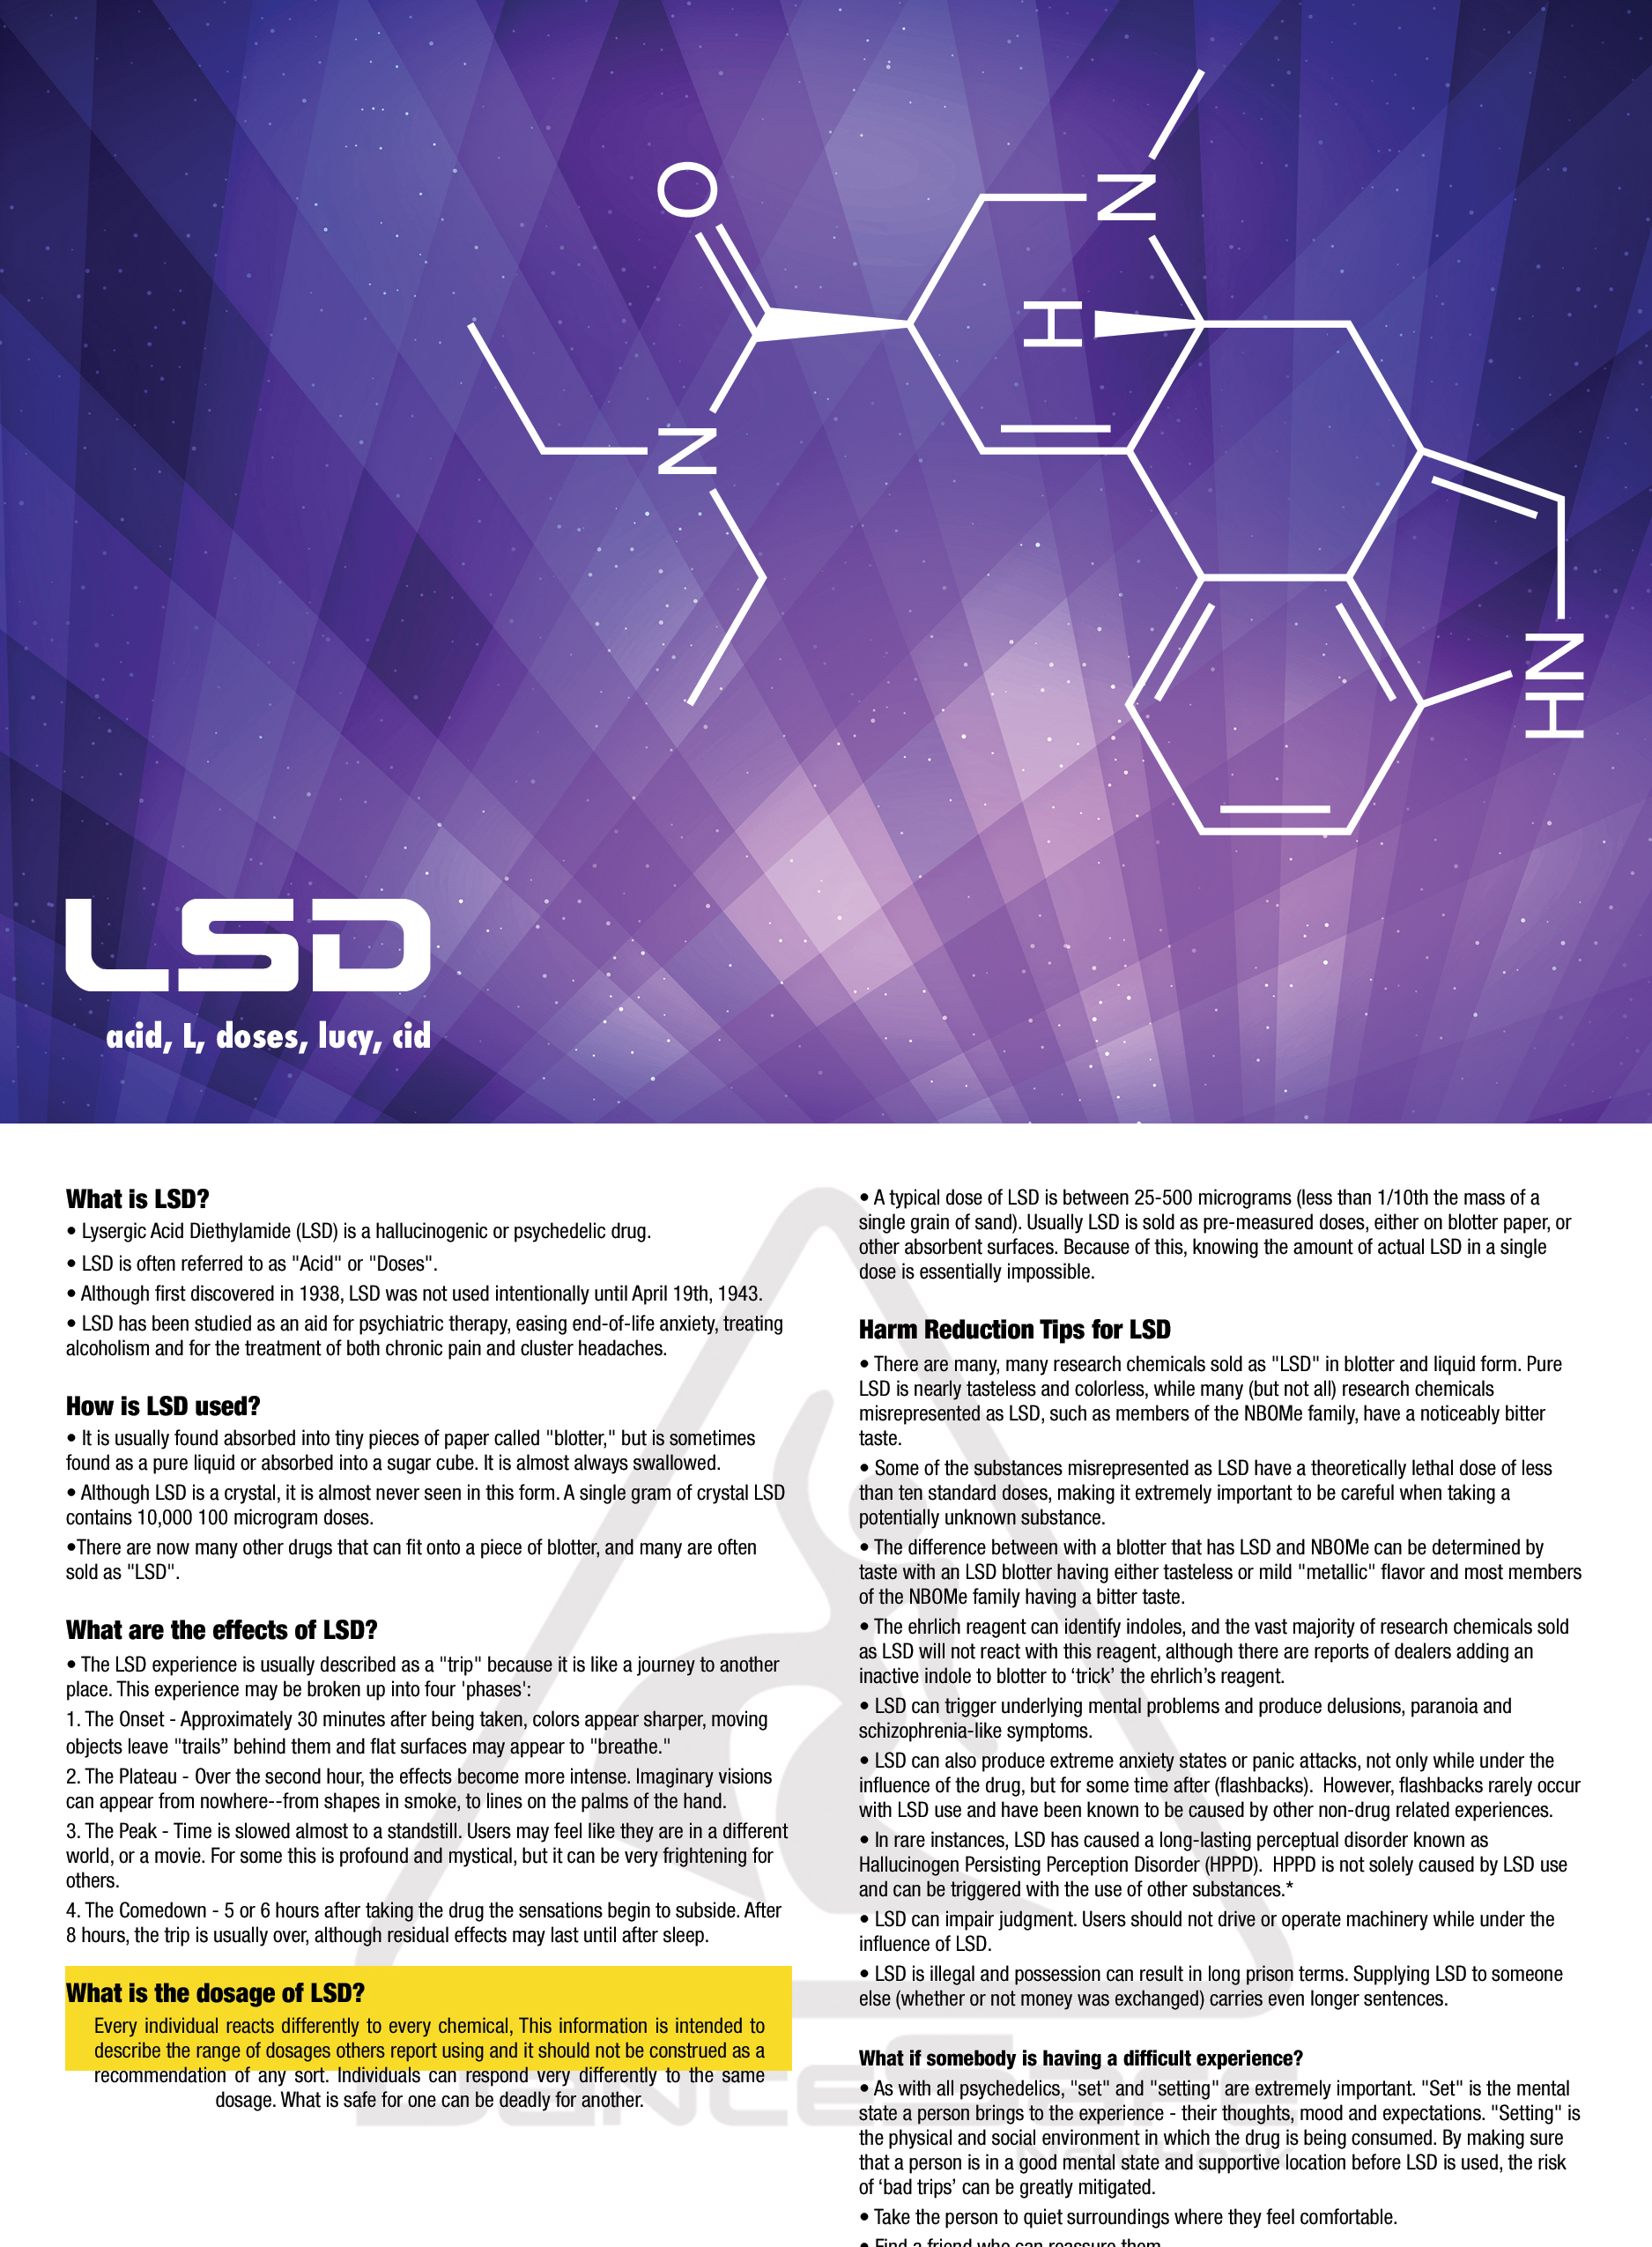 O
N
H
N
NH
LSD
acid, L, doses, lucy, cid
What is LSD?
• Lysergic Acid Diethylamide (LSD) is a hallucinogenic or psychedelic drug.
• LSD is often referred to as "Acid" or "Doses".
• Although first discovered in 1938, LSD was not used intentionally until April 19th, 1943.
• LSD has been studied as an aid for psychiatric therapy, easing end-of-life anxiety, treating
alcoholism and for the treatment of both chronic pain and cluster headaches.
How is LSD used?
• It is usually found absorbed into tiny pieces of paper called "blotter," but is sometimes
found as a pure liquid or absorbed into a sugar cube. It is almost always swallowed.
• Although LSD is a crystal, it is almost never seen in this form. A single gram of crystal LSD
contains 10,000 100 microgram doses.
•There are now many other drugs that can fit onto a piece of blotter, and many are often
sold as "LSD".
What are the effects of LSD?
• The LSD experience is usually described as a "trip" because it is like a journey to another
place. This experience may be broken up into four 'phases':
1. The Onset - Approximately 30 minutes after being taken, colors appear sharper, moving
objects leave "trails” behind them and flat surfaces may appear to "breathe."
2. The Plateau - Over the second hour, the effects become more intense. Imaginary visions
can appear from nowhere--from shapes in smoke, to lines on the palms of the hand.
3. The Peak - Time is slowed almost to a standstill. Users may feel like they are in a different
world, or a movie. For some this is profound and mystical, but it can be very frightening for
others.
4. The Comedown - 5 or 6 hours after taking the drug the sensations begin to subside. After
8 hours, the trip is usually over, although residual effects may last until after sleep.
What is the dosage of LSD?
Every individual reacts differently to every chemical, This information is intended to
describe the range of dosages others report using and it should not be construed as a
recommendation of any sort. Individuals can respond very differently to the same
dosage. What is safe for one can be deadly for another.
• A typical dose of LSD is between 25-500 micrograms (less than 1/10th the mass of a
single grain of sand). Usually LSD is sold as pre-measured doses, either on blotter paper, or
other absorbent surfaces. Because of this, knowing the amount of actual LSD in a single
dose is essentially impossible.
Harm Reduction Tips for LSD
• There are many, many research chemicals sold as "LSD" in blotter and liquid form. Pure
LSD is nearly tasteless and colorless, while many (but not all) research chemicals
misrepresented as LSD, such as members of the NBOMe family, have a noticeably bitter
taste.
• Some of the substances misrepresented as LSD have a theoretically lethal dose of less
than ten standard doses, making it extremely important to be careful when taking a
potentially unknown substance.
• The difference between with a blotter that has LSD and NBOMe can be determined by
taste with an LSD blotter having either tasteless or mild "metallic" flavor and most members
of the NBOMe family having a bitter taste.
• The ehrlich reagent can identify indoles, and the vast majority of research chemicals sold
as LSD will not react with this reagent, although there are reports of dealers adding an
inactive indole to blotter to ‘trick’ the ehrlich’s reagent.
• LSD can trigger underlying mental problems and produce delusions, paranoia and
schizophrenia-like symptoms.
• LSD can also produce extreme anxiety states or panic attacks, not only while under the
influence of the drug, but for some time after (flashbacks). However, flashbacks rarely occur
with LSD use and have been known to be caused by other non-drug related experiences.
• In rare instances, LSD has caused a long-lasting perceptual disorder known as
Hallucinogen Persisting Perception Disorder (HPPD). HPPD is not solely caused by LSD use
and can be triggered with the use of other substances.*
• LSD can impair judgment. Users should not drive or operate machinery while under the
influence of LSD.
• LSD is illegal and possession can result in long prison terms. Supplying LSD to someone
else (whether or not money was exchanged) carries even longer sentences.
What if somebody is having a difficult experience?
• As with all psychedelics, "set" and "setting" are extremely important. "Set" is the mental
state a person brings to the experience - their thoughts, mood and expectations. "Setting" is
the physical and social environment in which the drug is being consumed. By making sure
that a person is in a good mental state and supportive location before LSD is used, the risk
of ‘bad trips’ can be greatly mitigated.
• Take the person to quiet surroundings where they feel comfortable.
• Find a friend who can reassure them
DanceSafe
New York